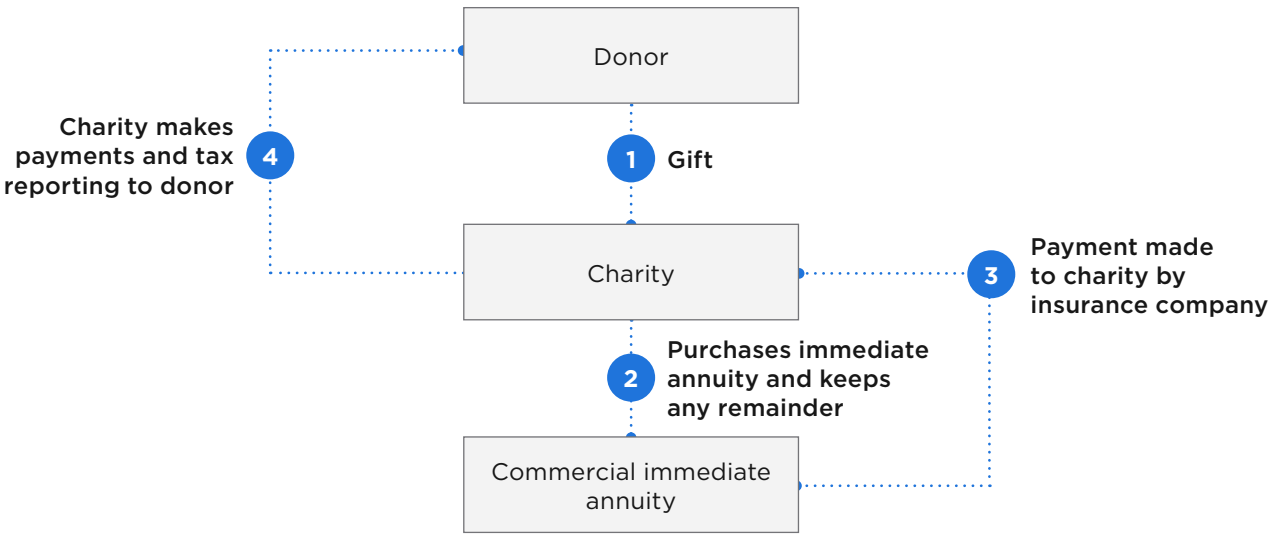 Donor
Charity makes
payments and tax
reporting to donor
4
1
Gift
Charity
3
Payment made
to charity by
insurance company
2
Purchases immediate
annuity and keeps
any remainder
Commercial immediate
annuity